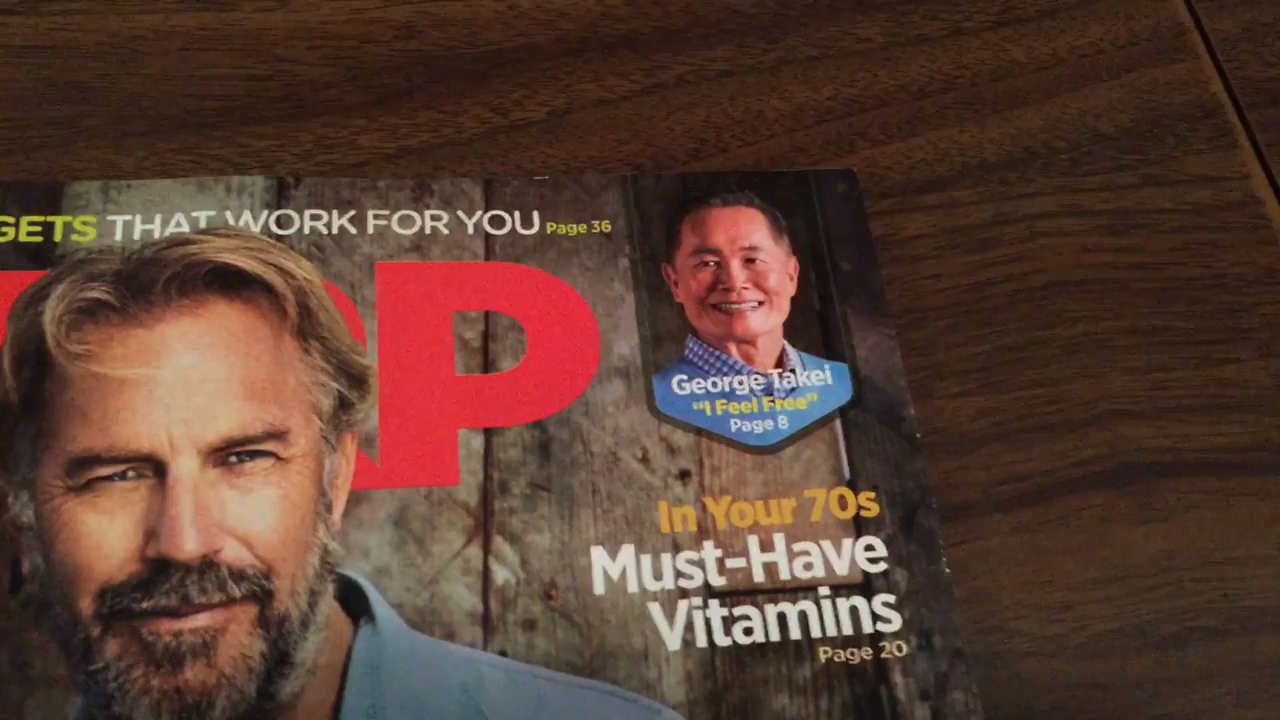 GETS THAT WORK FOR YOU Page 36
RP
George Takei
"I Feel Free"
Page 8
In Your 70s
Must-Have
Vitamins
Page 20